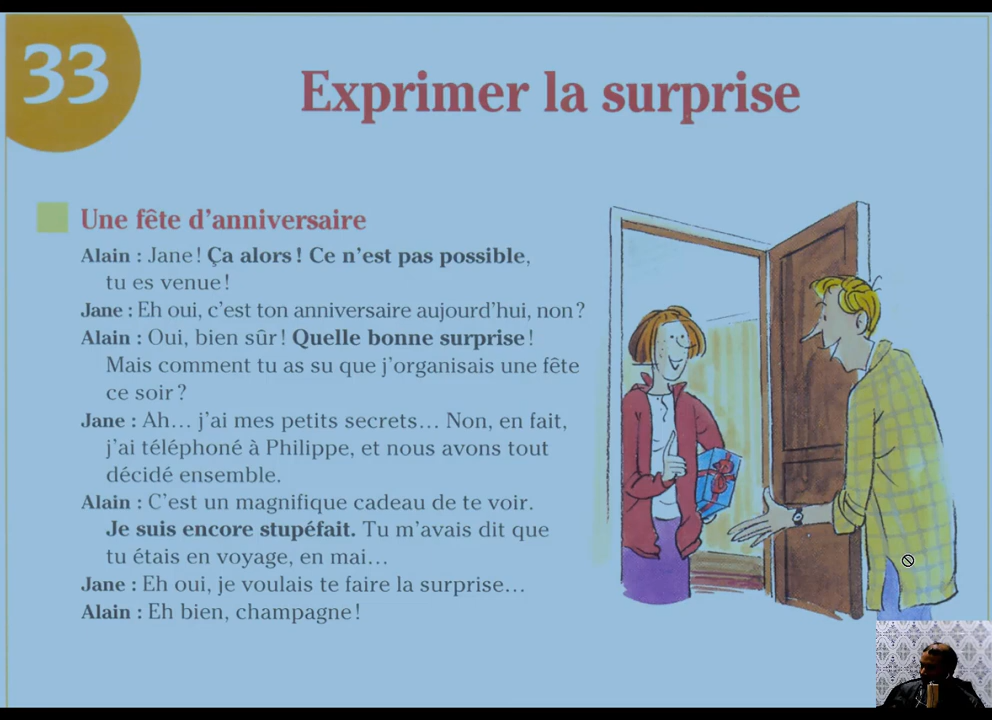 33
Exprimer la surprise
Une fête d'anniversaire
Alain : Jane ! Ça alors ! Ce n'est pas possible,
tu es venue !
Jane : Eh oui, c'est ton anniversaire aujourd'hui, non ?
Alain : Oui, bien sûr ! Quelle bonne surprise !
Mais comment tu as su que j'organisais une fête
ce soir ?
Jane : Ah... j'ai mes petits secrets... Non, en fait,
j'ai téléphoné à Philippe, et nous avons tout
décidé ensemble.
Alain : C'est un magnifique cadeau de te voir.
Je suis encore stupéfait. Tu m'avais dit que
tu étais en voyage, en mai...
Jane : Eh oui, je voulais te faire la surprise...
Alain : Eh bien, champagne !